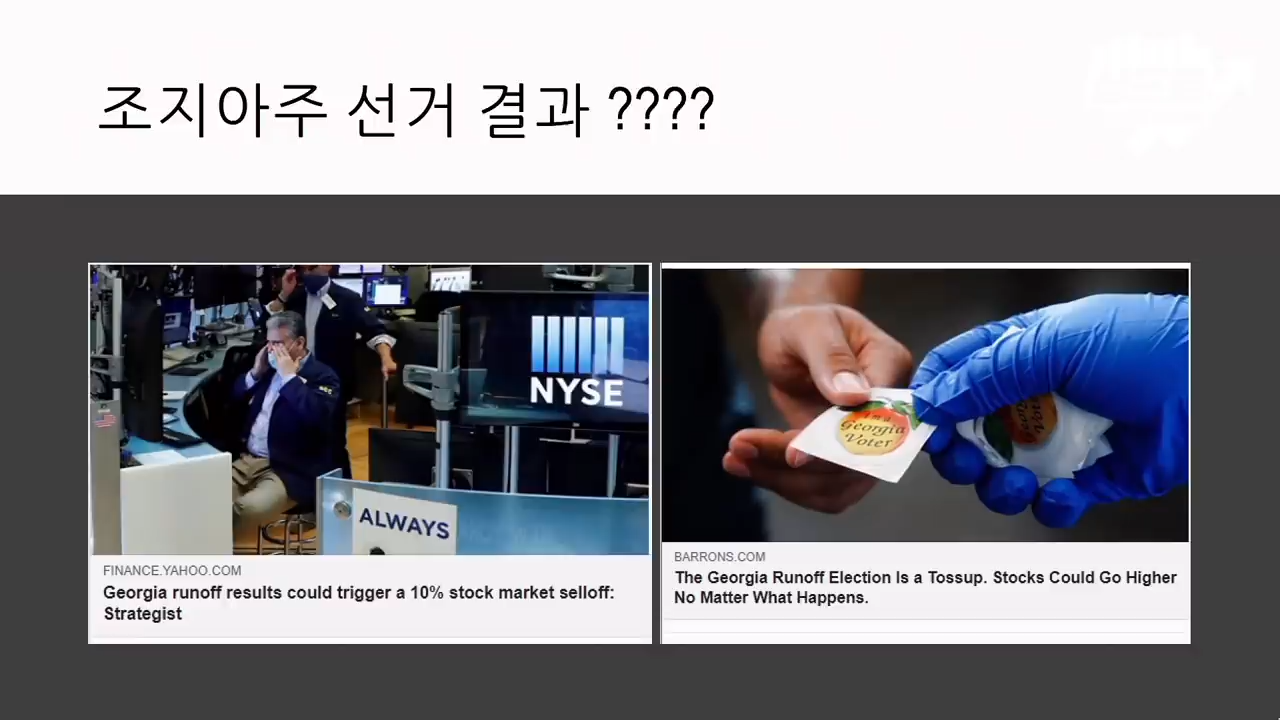 조지아주 선거 결과 ????
NYSE
ALWAYS
I'm a
Georgia
Voter
FINANCE.YAHOO.COM
Georgia runoff results could trigger a 10% stock market selloff:
Strategist
BARRONS.COM
The Georgia Runoff Election Is a Tossup. Stocks Could Go Higher
No Matter What Happens.